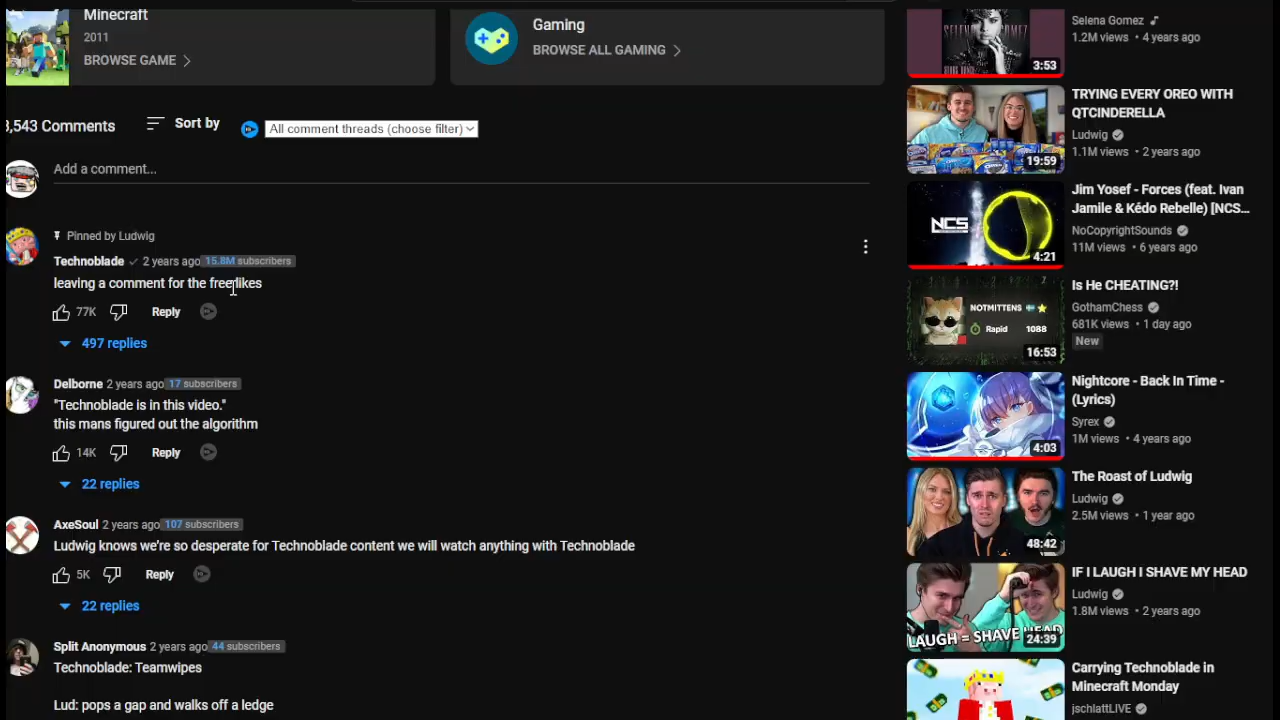 Minecraft
2011
BROWSE GAME
Gaming
BROWSE ALL GAMING
3,543 Comments
Sort by
All comment threads (choose filter)
Add a comment...
Pinned by Ludwig
Technoblade 2 years ago 15.8M subscribers
leaving a comment for the free likes
77K Reply
497 replies
Delborne 2 years ago 17 subscribers
"Technoblade is in this video."
this mans figured out the algorithm
14K Reply
22 replies
AxeSoul 2 years ago 107 subscribers
Ludwig knows we're so desperate for Technoblade content we will watch anything with Technoblade
5K Reply
22 replies
Split Anonymous 2 years ago 44 subscribers
Technoblade: Teamwipes
Lud: pops a gap and walks off a ledge
3:53
Selena Gomez
1.2M views • 4 years ago
19:59
TRYING EVERY OREO WITH
QTCINDERELLA
Ludwig
1.1M views • 2 years ago
NCS
4:21
Jim Yosef - Forces (feat. Ivan
Jamile & Kédo Rebelle) [NCS...
NoCopyrightSounds
11M views • 6 years ago
NOTMITTENS
Rapid 1088
16:53
Is He CHEATING?!
GothamChess
681K views • 1 day ago
New
4:03
Nightcore - Back In Time -
(Lyrics)
Syrex
1M views • 4 years ago
48:42
The Roast of Ludwig
Ludwig
2.5M views • 1 year ago
LAUGH = SHAVE HEAD
24:39
IF I LAUGH I SHAVE MY HEAD
Ludwig
1.8M views • 2 years ago
Carrying Technoblade in
Minecraft Monday
jschlattLIVE